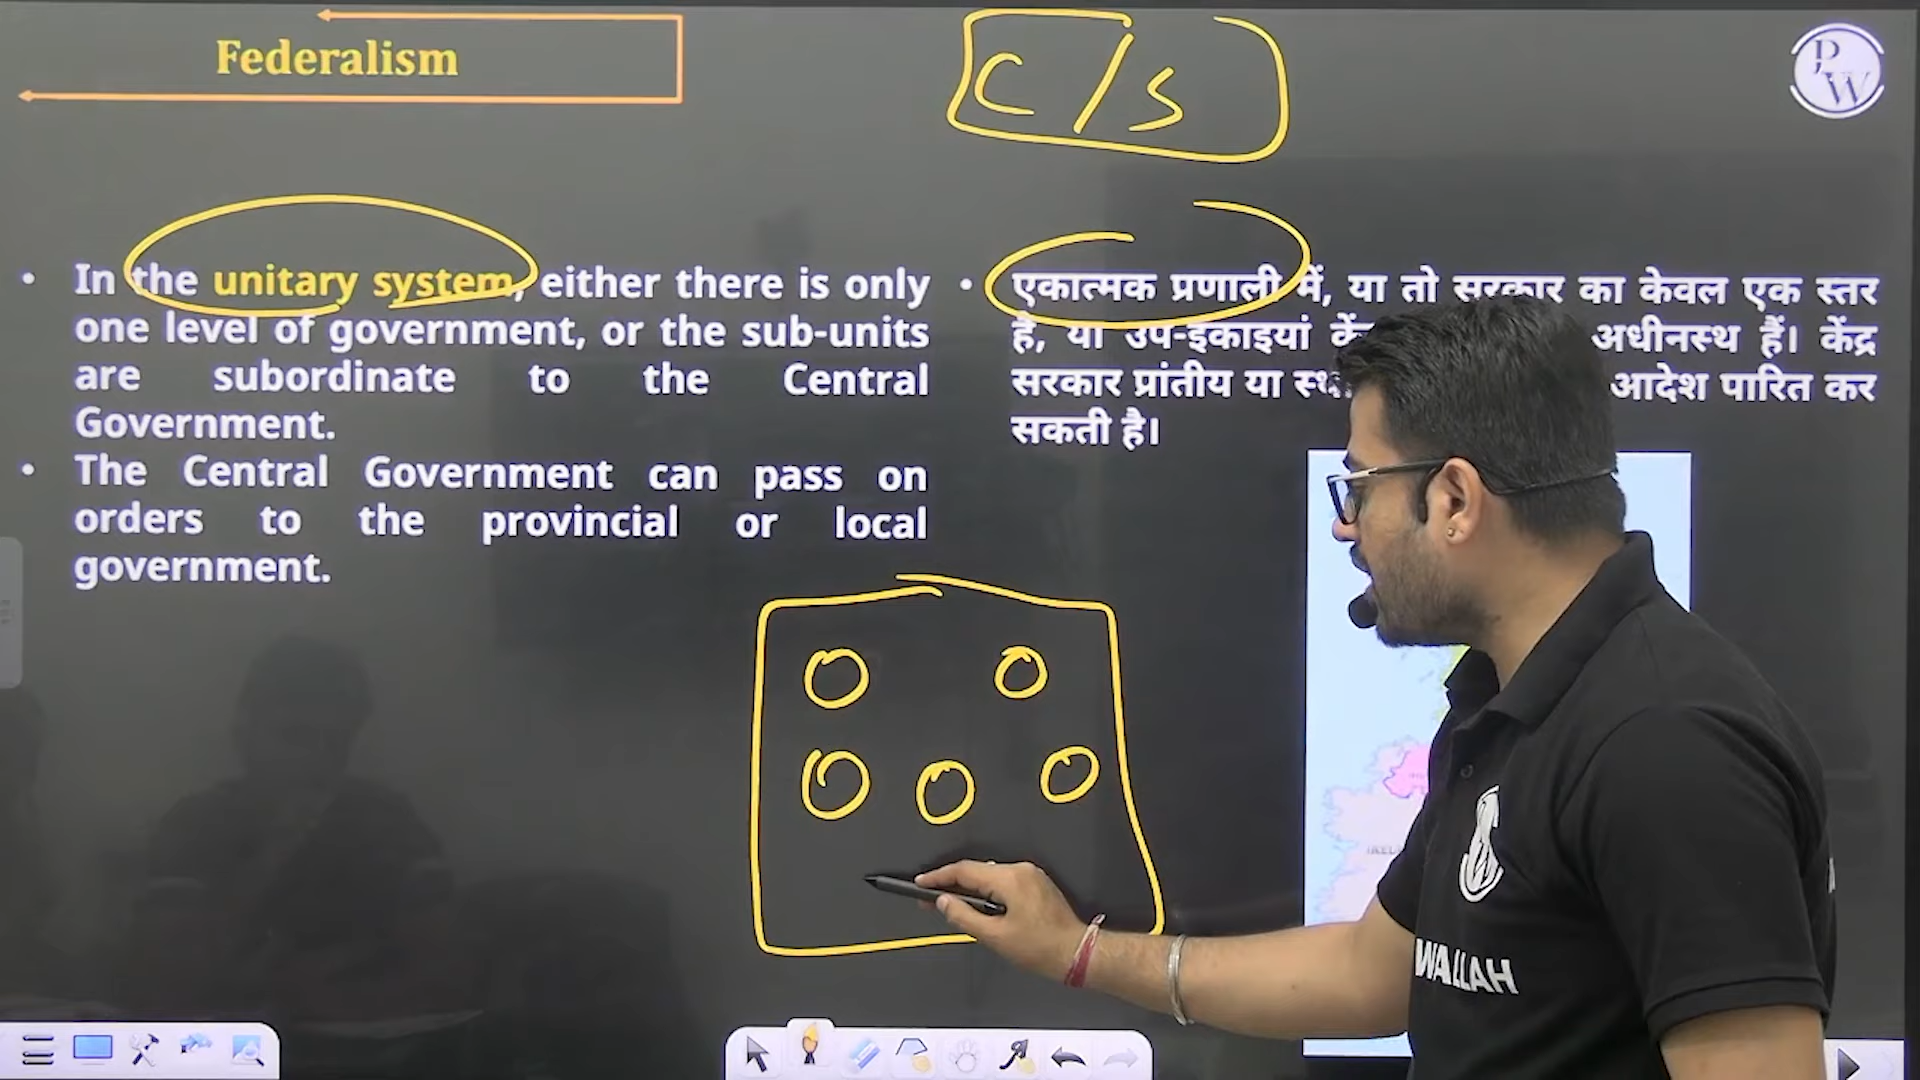 Federalism
C/S
PW
• In the unitary system, either there is only
one level of government, or the sub-units
are subordinate to the Central
Government.
• The Central Government can pass on
orders to the provincial or local
government.
• एकात्मक प्रणाली में, या तो सरकार का केवल एक स्तर
है, या उप-इकाइयां अधीनस्थ हैं। केंद्र
सरकार प्रांतीय या आदेश पारित कर
सकती है।
WALLAH